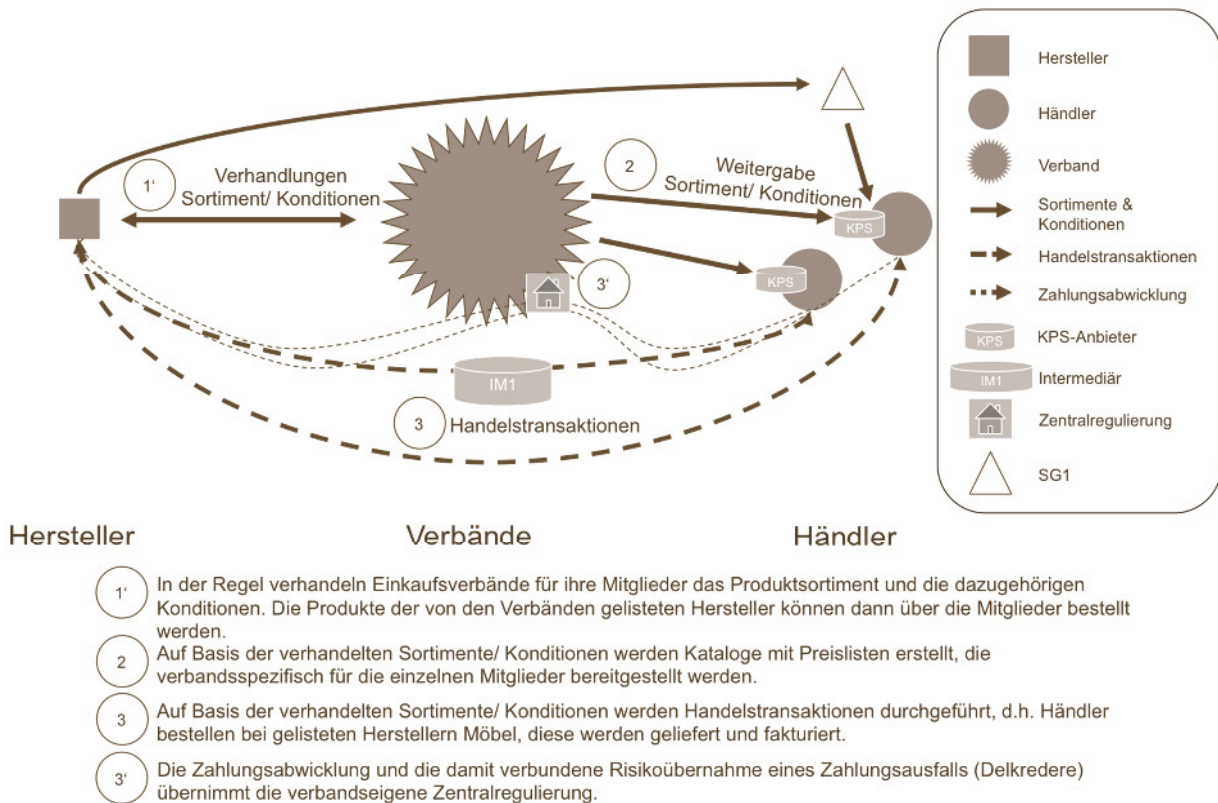 1‘
Verhandlungen
Sortiment/ Konditionen
2
Weitergabe
Sortiment/ Konditionen
KPS
KPS
3‘
IM1
3
Handelstransaktionen
Hersteller
Händler
Verband
Sortimente &
Konditionen
Handelstransaktionen
Zahlungsabwicklung
KPS
KPS-Anbieter
IM1
Intermediär
Zentralregulierung
SG1
Hersteller
Verbände
Händler
1‘
In der Regel verhandeln Einkaufsverbände für ihre Mitglieder das Produktsortiment und die dazugehörigen
Konditionen. Die Produkte der von den Verbänden gelisteten Hersteller können dann über die Mitglieder bestellt
werden.
2
Auf Basis der verhandelten Sortimente/ Konditionen werden Kataloge mit Preislisten erstellt, die
verbandsspezifisch für die einzelnen Mitglieder bereitgestellt werden.
3
Auf Basis der verhandelten Sortimente/ Konditionen werden Handelstransaktionen durchgeführt, d.h. Händler
bestellen bei gelisteten Herstellern Möbel, diese werden geliefert und fakturiert.
3‘
Die Zahlungsabwicklung und die damit verbundene Risikoübernahme eines Zahlungsausfalls (Delkredere)
übernimmt die verbandseigene Zentralregulierung.